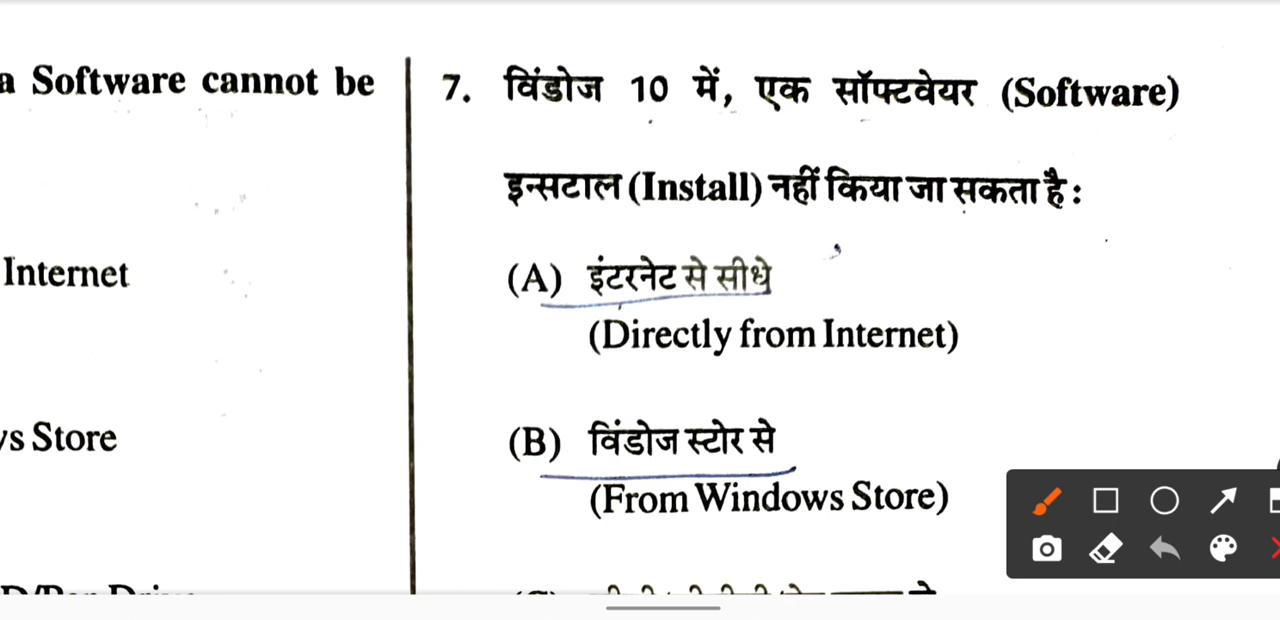 a Software cannot be
Internet
s Store
7. विंडोज 10 में, एक सॉफ्टवेयर (Software)
इन्सटाल (Install) नहीं किया जा सकता है :
(A) इंटरनेट से सीधे
(Directly from Internet)
(B) विंडोज स्टोर से
(From Windows Store)